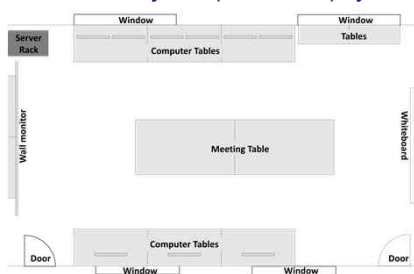 Window
Window
Server
Rack
Tables
Computer Tables
Wall monitor
Whiteboard
Meeting Table
Computer Tables
Door
Door
Window
Window